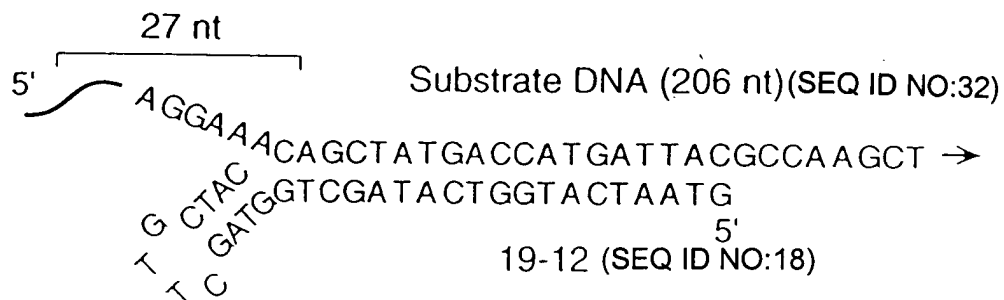 27 nt
5'
Substrate DNA (206 nt)(SEQ ID NO:32)
AGGAAACAGCTATGACCATGATTACGCCAAGCT →
CTAC
GATGGTCGATACTGGTACTAATG
G
T
T
C
5'
19-12 (SEQ ID NO:18)